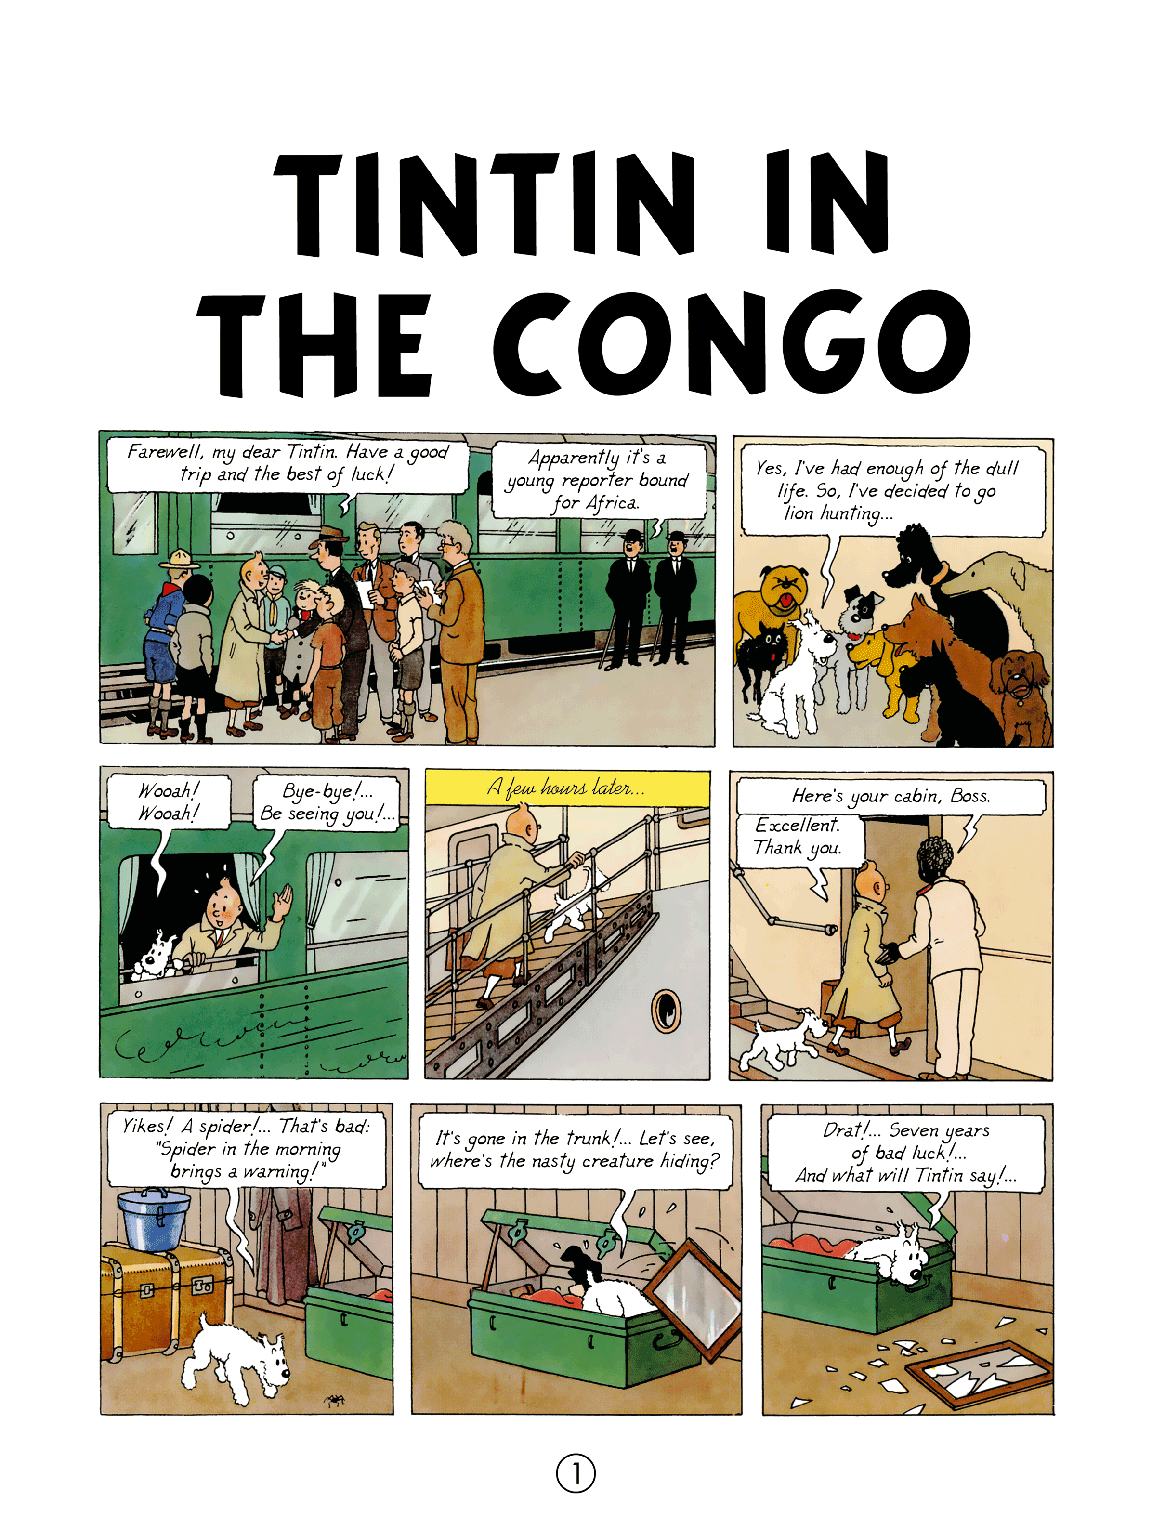 TINTIN IN
THE CONGO
Farewell, my dear Tintin. Have a good
trip and the best of luck!
Apparently it's a
young reporter bound
for Africa.
Yes, I've had enough of the dull
life. So, I've decided to go
lion hunting...
Wooah!
Wooah!
Bye-bye!...
Be seeing you!...
A few hours later...
Here's your cabin, Boss.
Excellent.
Thank you.
Yikes! A spider!... That's bad:
"Spider in the morning
brings a warning!"
It's gone in the trunk!... Let's see,
where's the nasty creature hiding?
Drat!... Seven years
of bad luck!...
And what will Tintin say!...
1